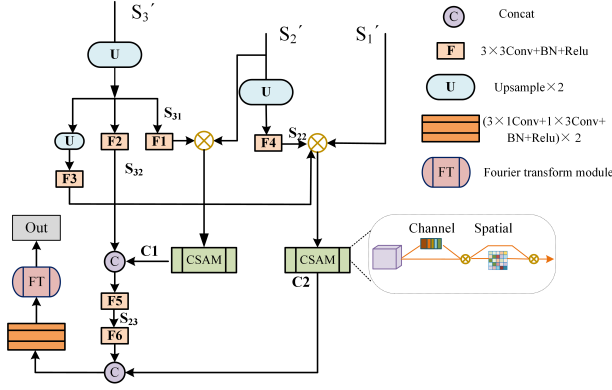 S3´
S2´
S1´
C
Concat
F
3×3Conv+BN+Relu
U
Upsample×2
(3×1Conv+1×3Conv+
BN+Relu)×2
FT
Fourier transform module
U
U
U
F2
F1
S31
F4
S22
F3
S32
Out
C
C1
CSAM
CSAM
C2
Channel
Spatial
FT
F5
S23
F6
C